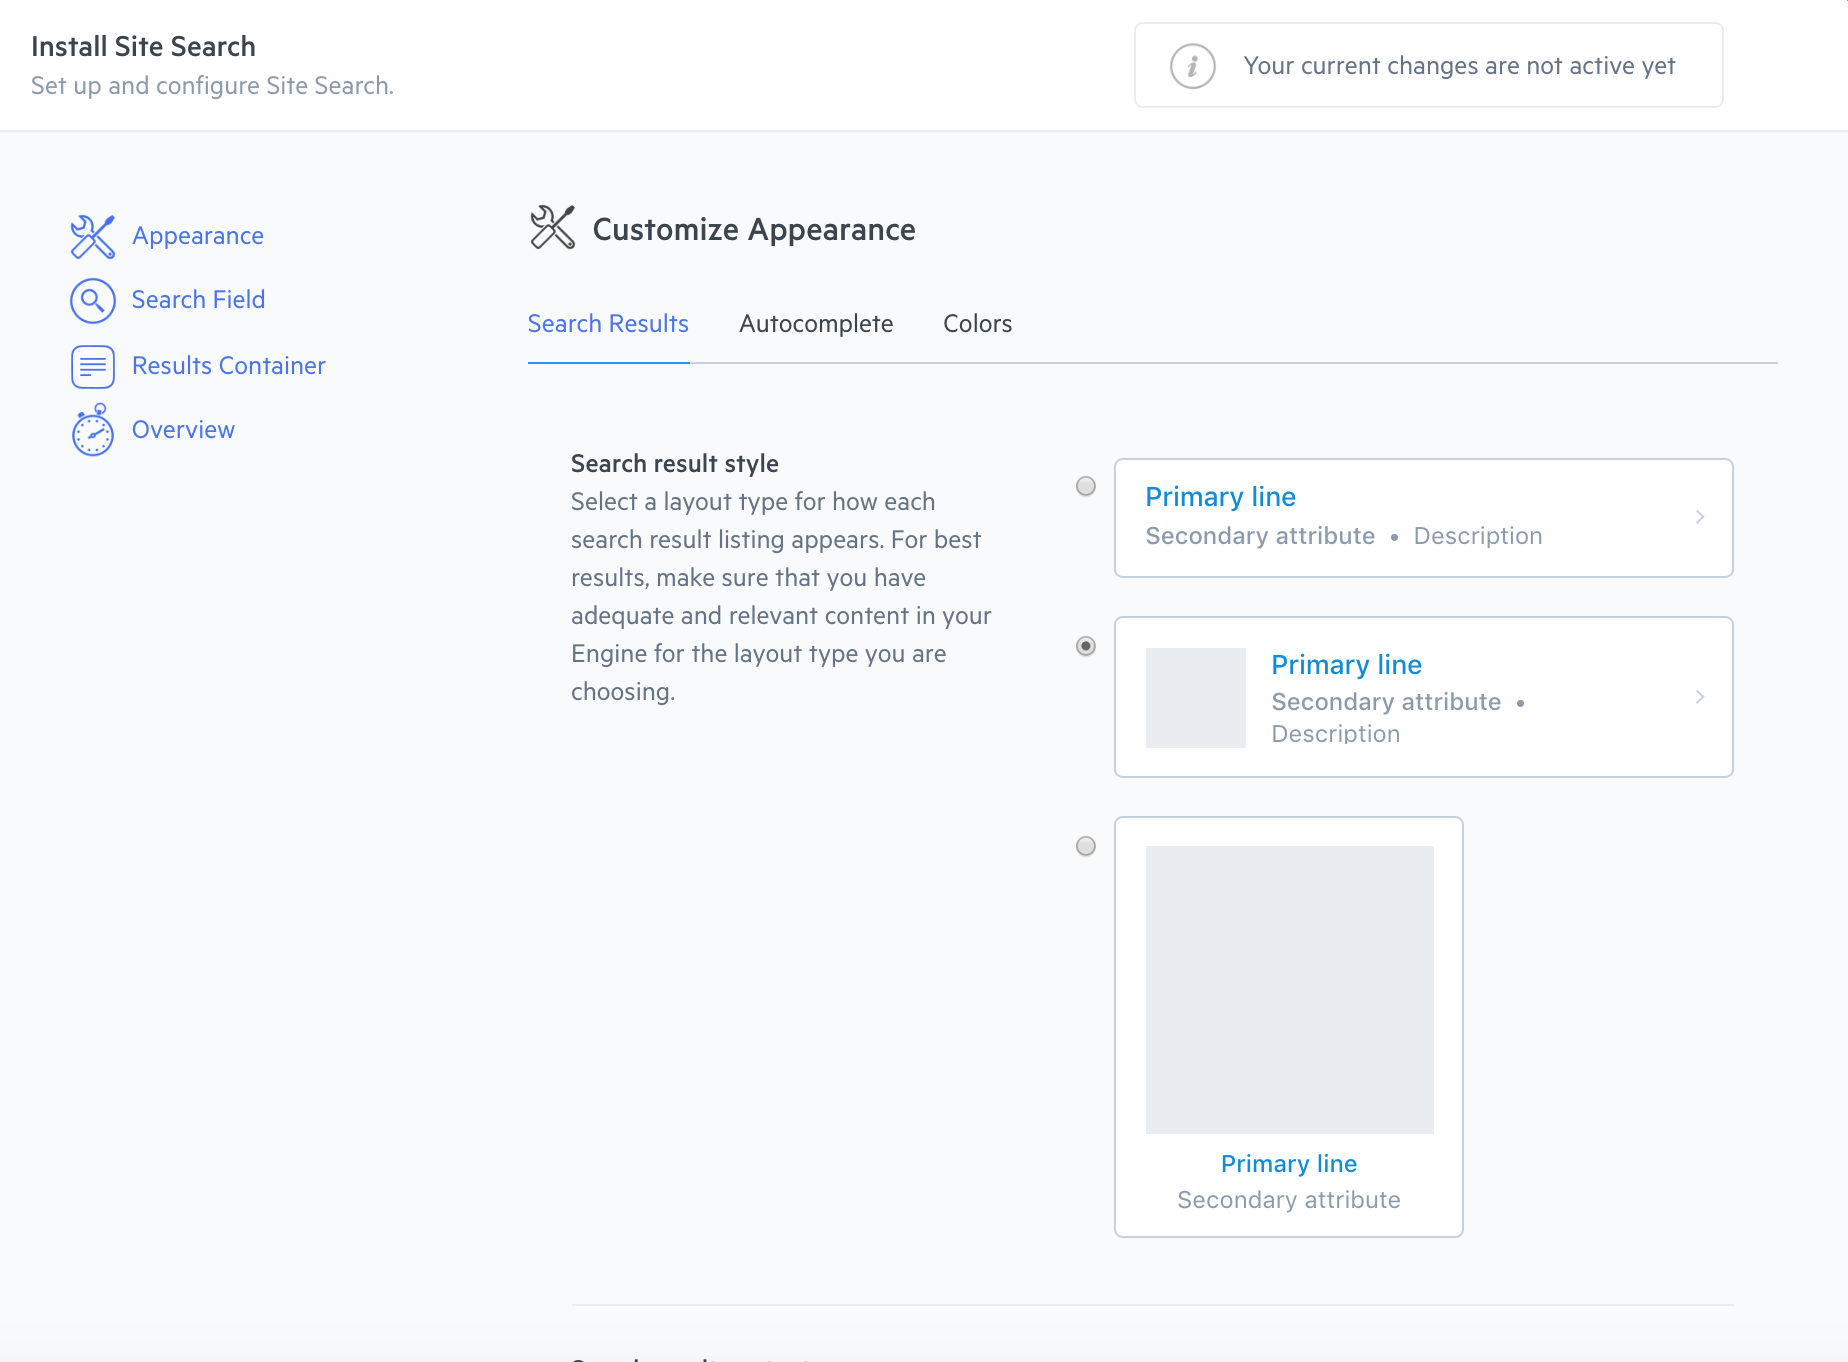 Install Site Search
Set up and configure Site Search.
Your current changes are not active yet
Appearance
Search Field
Results Container
Overview
Customize Appearance
Search Results
Autocomplete
Colors
Search result style
Select a layout type for how each
search result listing appears. For best
results, make sure that you have
adequate and relevant content in your
Engine for the layout type you are
choosing.
Primary line
Secondary attribute • Description
Primary line
Secondary attribute •
Description
Primary line
Secondary attribute